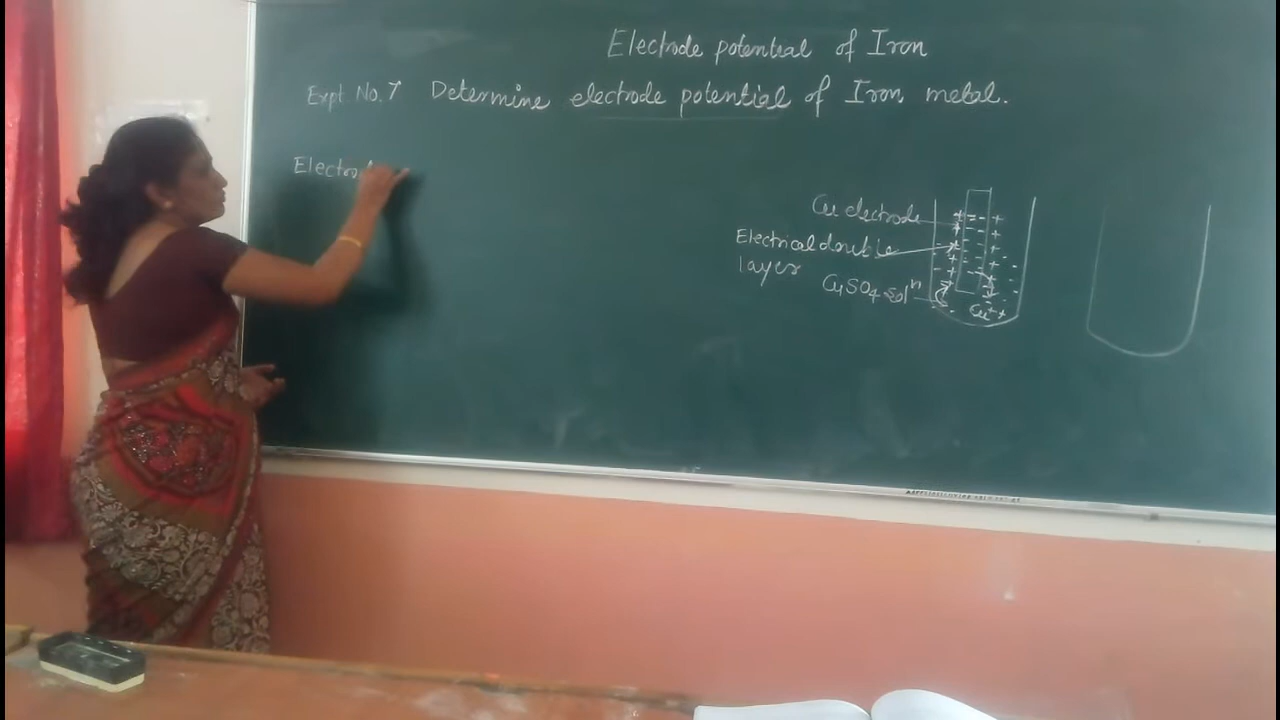 Electrode potential of Iron
Expt. No. 7 Determine electrode potential of Iron metal.
Electro
Cu electrode
Electrical double
layer
CuSO4 solⁿ
Cu++